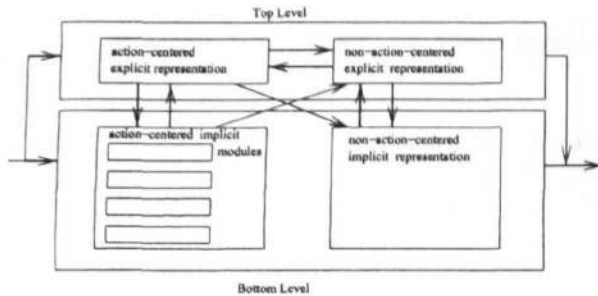 Top Level
action-centered
explicit representation
non-action-centered
explicit representation
action-centered implicit
modules
non-action-centered
implicit representation
Bottom Level